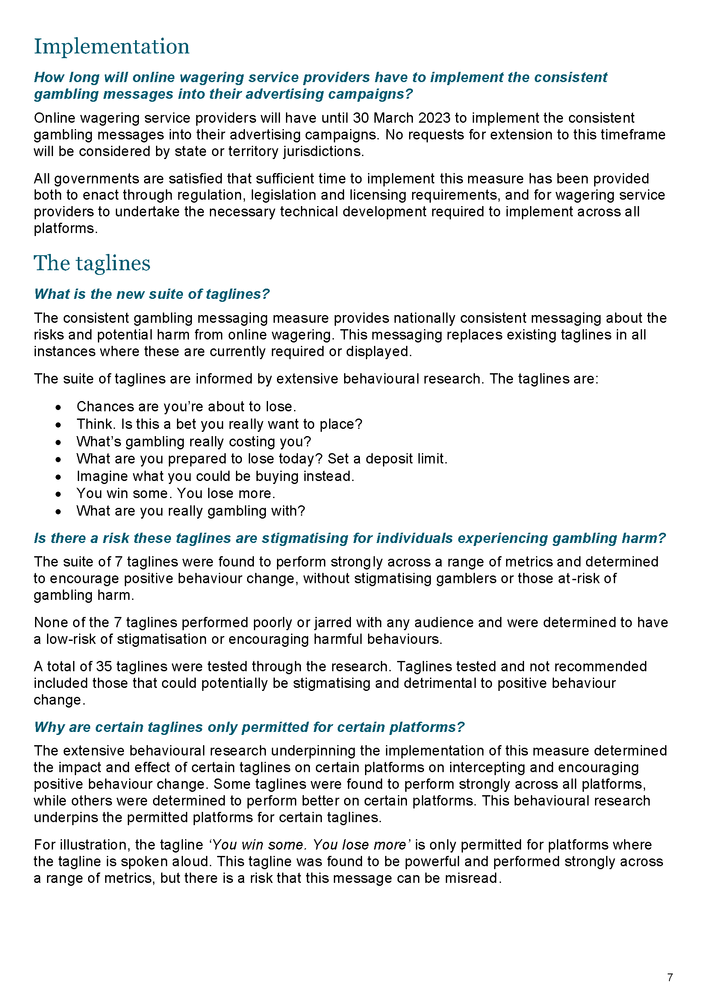 Implementation
How long will online wagering service providers have to implement the consistent
gambling messages into their advertising campaigns?
Online wagering service providers will have until 30 March 2023 to implement the consistent
gambling messages into their advertising campaigns. No requests for extension to this timeframe
will be considered by state or territory jurisdictions.
All governments are satisfied that sufficient time to implement this measure has been provided
both to enact through regulation, legislation and licensing requirements, and for wagering service
providers to undertake the necessary technical development required to implement across all
platforms.
The taglines
What is the new suite of taglines?
The consistent gambling messaging measure provides nationally consistent messaging about the
risks and potential harm from online wagering. This messaging replaces existing taglines in all
instances where these are currently required or displayed.
The suite of taglines are informed by extensive behavioural research. The taglines are:
• Chances are you’re about to lose.
• Think. Is this a bet you really want to place?
• What’s gambling really costing you?
• What are you prepared to lose today? Set a deposit limit.
• Imagine what you could be buying instead.
• You win some. You lose more.
• What are you really gambling with?
Is there a risk these taglines are stigmatising for individuals experiencing gambling harm?
The suite of 7 taglines were found to perform strongly across a range of metrics and determined
to encourage positive behaviour change, without stigmatising gamblers or those at-risk of
gambling harm.
None of the 7 taglines performed poorly or jarred with any audience and were determined to have
a low-risk of stigmatisation or encouraging harmful behaviours.
A total of 35 taglines were tested through the research. Taglines tested and not recommended
included those that could potentially be stigmatising and detrimental to positive behaviour
change.
Why are certain taglines only permitted for certain platforms?
The extensive behavioural research underpinning the implementation of this measure determined
the impact and effect of certain taglines on certain platforms on intercepting and encouraging
positive behaviour change. Some taglines were found to perform strongly across all platforms,
while others were determined to perform better on certain platforms. This behavioural research
underpins the permitted platforms for certain taglines.
For illustration, the tagline ‘You win some. You lose more’ is only permitted for platforms where
the tagline is spoken aloud. This tagline was found to be powerful and performed strongly across
a range of metrics, but there is a risk that this message can be misread.
7